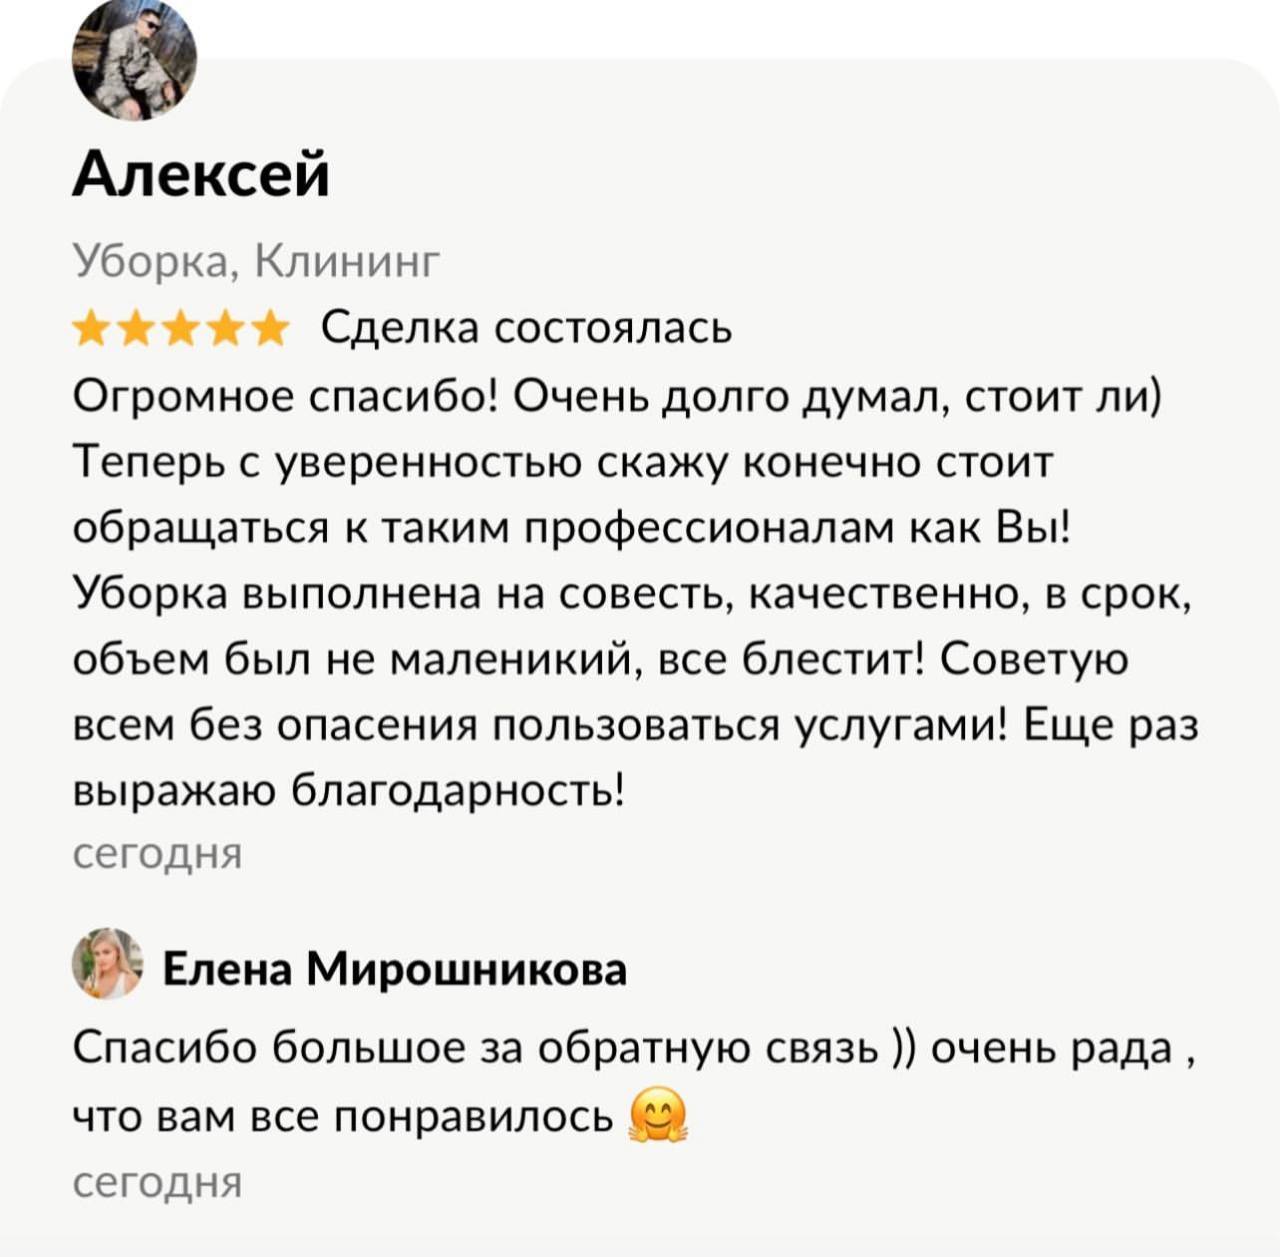 Алексей
Уборка, Клининг
Сделка состоялась
Огромное спасибо! Очень долго думал, стоит ли)
Теперь с уверенностью скажу конечно стоит
обращаться к таким профессионалам как Вы!
Уборка выполнена на совесть, качественно, в срок,
объем был не маленикий, все блестит! Советую
всем без опасения пользоваться услугами! Еще раз
выражаю благодарность!
сегодня
Елена Мирошникова
Спасибо большое за обратную связь )) очень рада ,
что вам все понравилось 🤗
сегодня